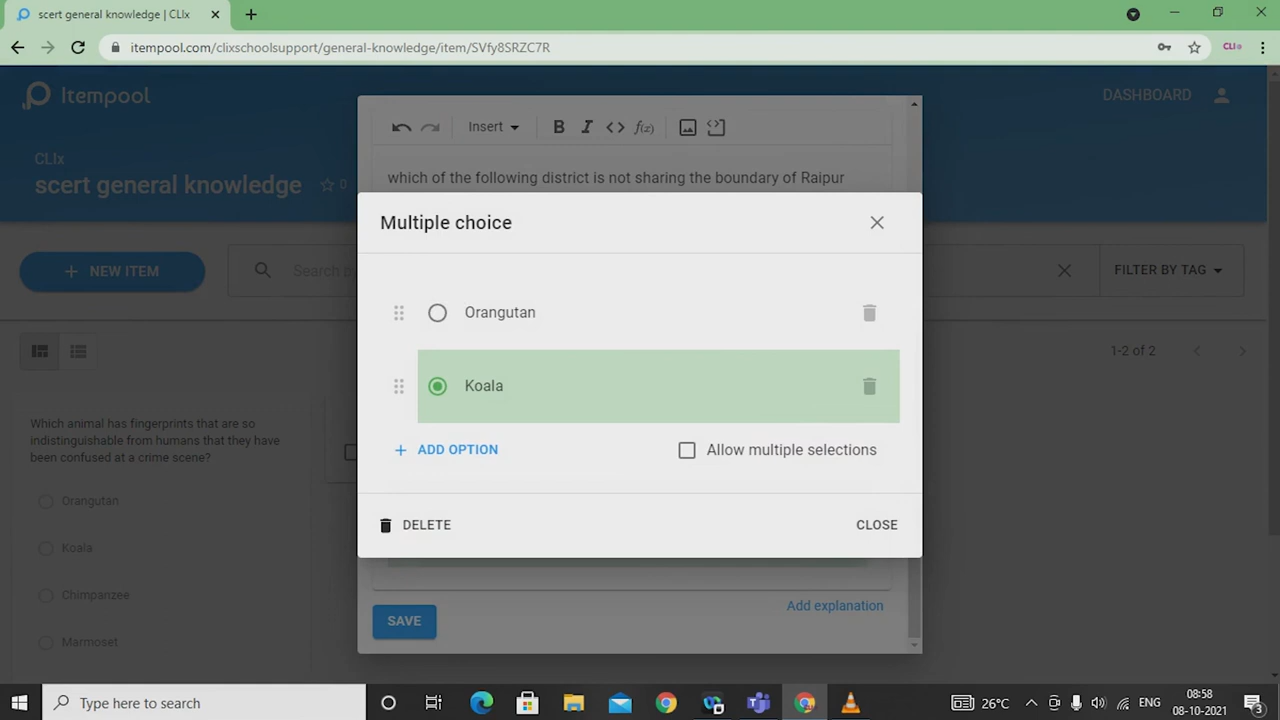 scert general knowledge | CLIx
itempool.com/clixschoolsupport/general-knowledge/item/SVfy8SRZC7R
CLI
Itempool
DASHBOARD
CLIx
scert general knowledge
0
Insert
B I <> f(x)
which of the following district is not sharing the boundary of Raipur
Multiple choice
NEW ITEM
Search
FILTER BY TAG
Orangutan
1-2 of 2
Koala
Which animal has fingerprints that are so
indistinguishable from humans that they have
been confused at a crime scene?
ADD OPTION
Allow multiple selections
Orangutan
DELETE
CLOSE
Koala
Chimpanzee
Marmoset
Add explanation
SAVE
Type here to search
26°C
ENG
08:58
08-10-2021
3